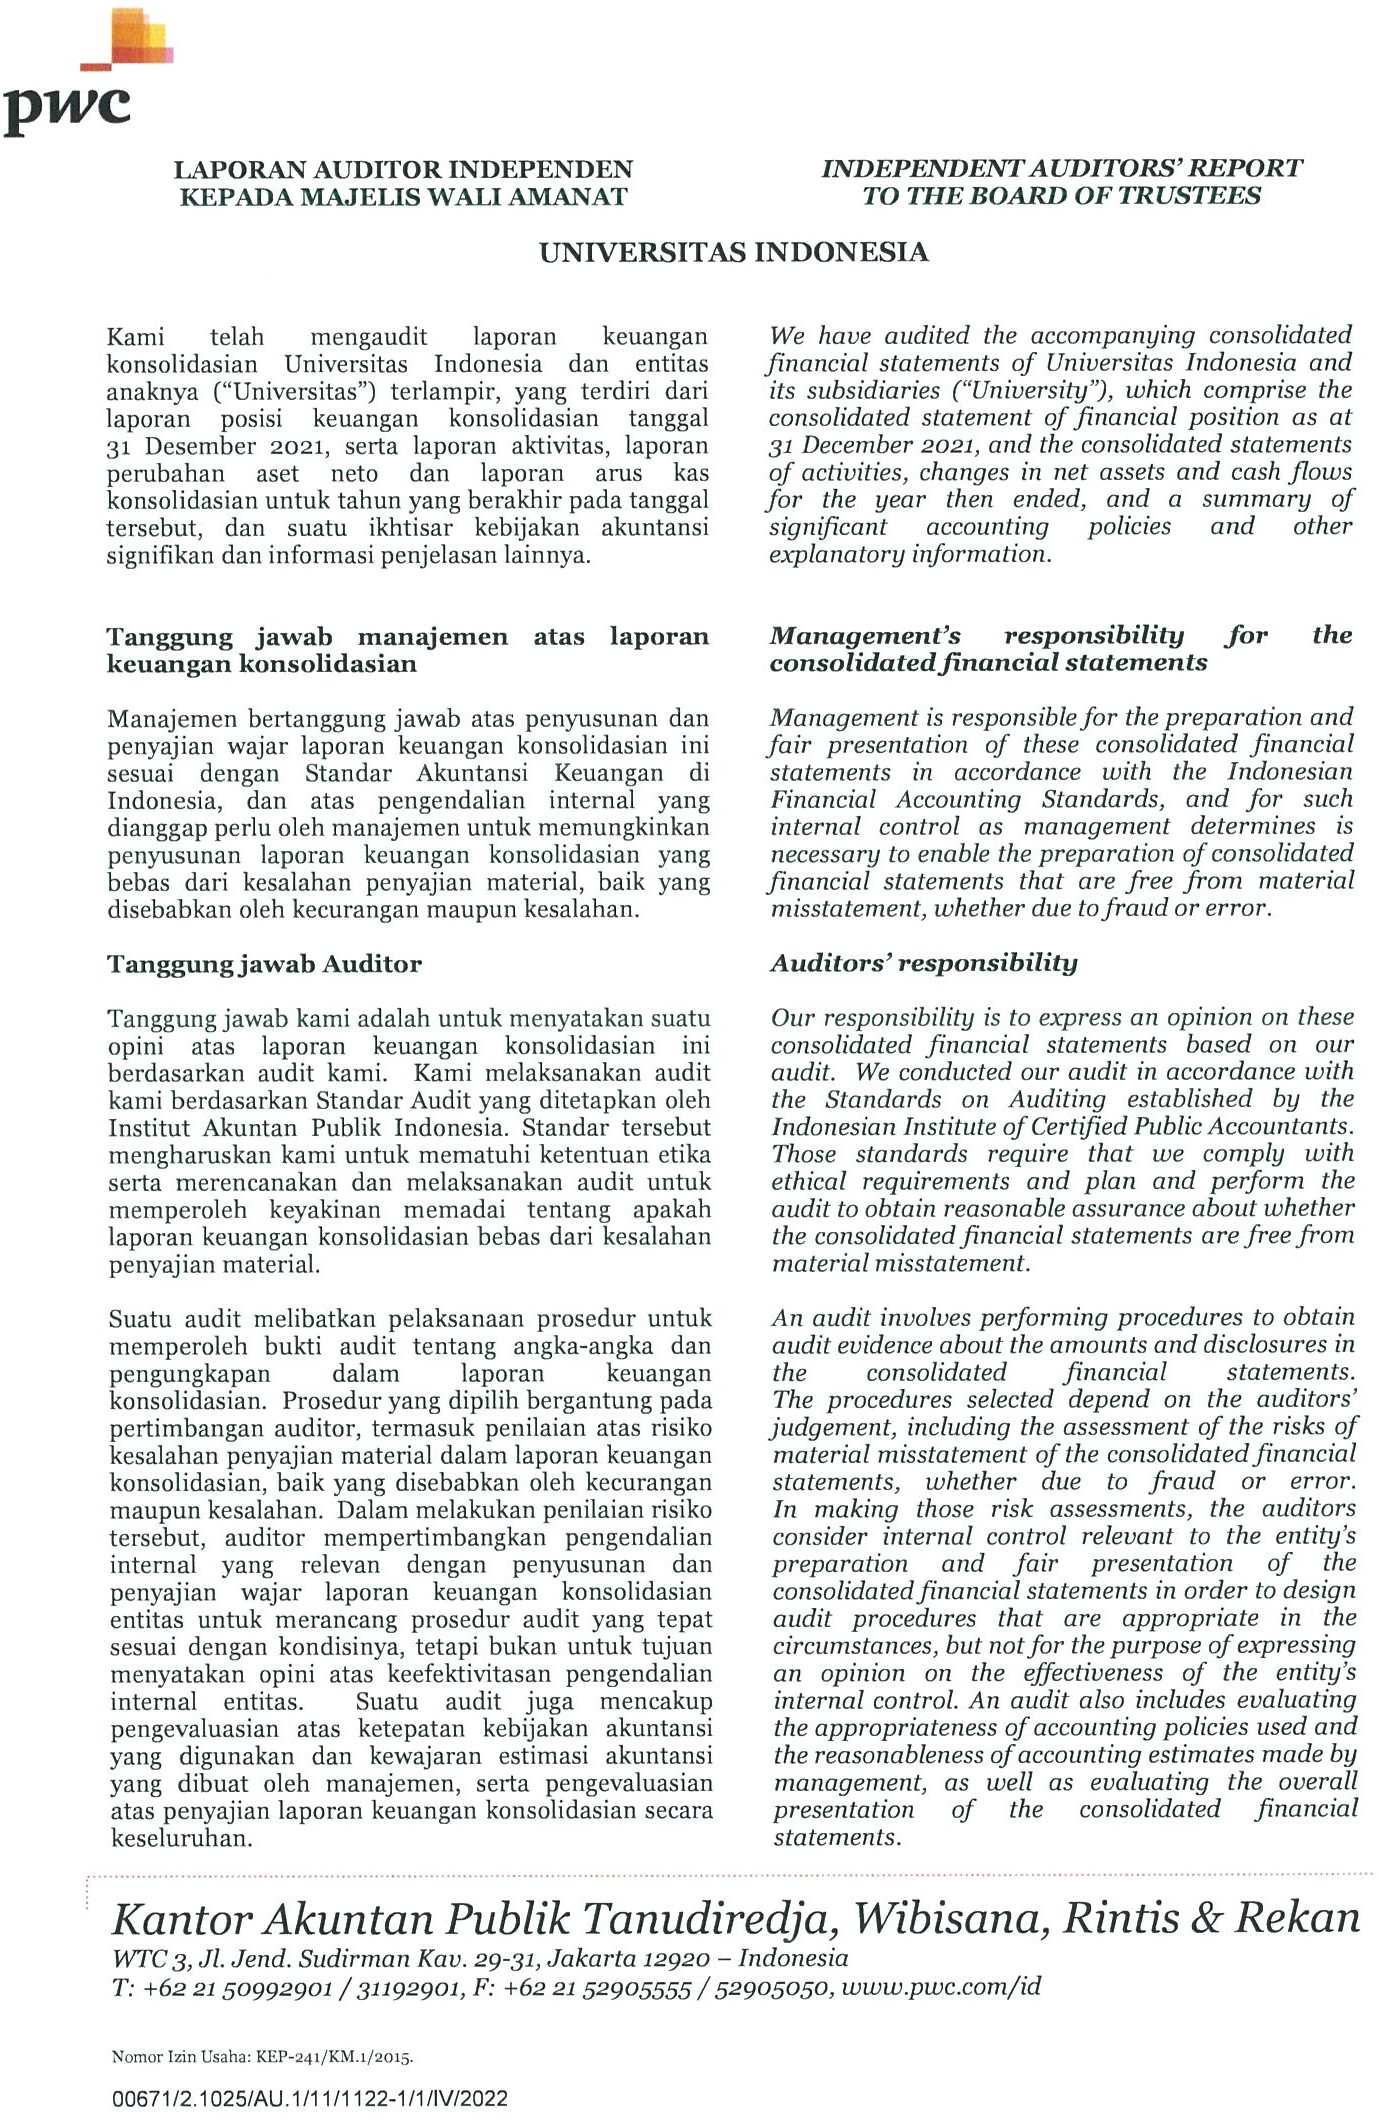 pwc
LAPORAN AUDITOR INDEPENDEN
KEPADA MAJELIS WALI AMANAT
INDEPENDENT AUDITORS' REPORT
TO THE BOARD OF TRUSTEES
UNIVERSITAS INDONESIA
Kami telah mengaudit laporan keuangan
konsolidasian Universitas Indonesia dan entitas
anaknya (“Universitas”) terlampir, yang terdiri dari
laporan posisi keuangan konsolidasian tanggal
31 Desember 2021, serta laporan aktivitas, laporan
perubahan aset neto dan laporan arus kas
konsolidasian untuk tahun yang berakhir pada tanggal
tersebut, dan suatu ikhtisar kebijakan akuntansi
signifikan dan informasi penjelasan lainnya.
Tanggung jawab manajemen atas laporan
keuangan konsolidasian
Manajemen bertanggung jawab atas penyusunan dan
penyajian wajar laporan keuangan konsolidasian ini
sesuai dengan Standar Akuntansi Keuangan di
Indonesia, dan atas pengendalian internal yang
dianggap perlu oleh manajemen untuk memungkinkan
penyusunan laporan keuangan konsolidasian yang
bebas dari kesalahan penyajian material, baik yang
disebabkan oleh kecurangan maupun kesalahan.
Tanggung jawab Auditor
Tanggung jawab kami adalah untuk menyatakan suatu
opini atas laporan keuangan konsolidasian ini
berdasarkan audit kami. Kami melaksanakan audit
kami berdasarkan Standar Audit yang ditetapkan oleh
Institut Akuntan Publik Indonesia. Standar tersebut
mengharuskan kami untuk mematuhi ketentuan etika
serta merencanakan dan melaksanakan audit untuk
memperoleh keyakinan memadai tentang apakah
laporan keuangan konsolidasian bebas dari kesalahan
penyajian material.
Suatu audit melibatkan pelaksanaan prosedur untuk
memperoleh bukti audit tentang angka-angka dan
pengungkapan dalam laporan keuangan
konsolidasian. Prosedur yang dipilih bergantung pada
pertimbangan auditor, termasuk penilaian atas risiko
kesalahan penyajian material dalam laporan keuangan
konsolidasian, baik yang disebabkan oleh kecurangan
maupun kesalahan. Dalam melakukan penilaian risiko
tersebut, auditor mempertimbangkan pengendalian
internal yang relevan dengan penyusunan dan
penyajian wajar laporan keuangan konsolidasian
entitas untuk merancang prosedur audit yang tepat
sesuai dengan kondisinya, tetapi bukan untuk tujuan
menyatakan opini atas keefektivitasan pengendalian
internal entitas. Suatu audit juga mencakup
pengevaluasian atas ketepatan kebijakan akuntansi
yang digunakan dan kewajaran estimasi akuntansi
yang dibuat oleh manajemen, serta pengevaluasian
atas penyajian laporan keuangan konsolidasian secara
keseluruhan.
We have audited the accompanying consolidated
financial statements of Universitas Indonesia and
its subsidiaries (“University”), which comprise the
consolidated statement of financial position as at
31 December 2021, and the consolidated statements
of activities, changes in net assets and cash flows
for the year then ended, and a summary of
significant accounting policies and other
explanatory information.
Management's responsibility for the
consolidated financial statements
Management is responsible for the preparation and
fair presentation of these consolidated financial
statements in accordance with the Indonesian
Financial Accounting Standards, and for such
internal control as management determines is
necessary to enable the preparation of consolidated
financial statements that are free from material
misstatement, whether due to fraud or error.
Auditors' responsibility
Our responsibility is to express an opinion on these
consolidated financial statements based on our
audit. We conducted our audit in accordance with
the Standards on Auditing established by the
Indonesian Institute of Certified Public Accountants.
Those standards require that we comply with
ethical requirements and plan and perform the
audit to obtain reasonable assurance about whether
the consolidated financial statements are free from
material misstatement.
An audit involves performing procedures to obtain
audit evidence about the amounts and disclosures in
the consolidated financial statements.
The procedures selected depend on the auditors'
judgement, including the assessment of the risks of
material misstatement of the consolidated financial
statements, whether due to fraud or error.
In making those risk assessments, the auditors
consider internal control relevant to the entity's
preparation and fair presentation of the
consolidated financial statements in order to design
audit procedures that are appropriate in the
circumstances, but not for the purpose of expressing
an opinion on the effectiveness of the entity's
internal control. An audit also includes evaluating
the appropriateness of accounting policies used and
the reasonableness of accounting estimates made by
management, as well as evaluating the overall
presentation of the consolidated financial
statements.
Kantor Akuntan Publik Tanudiredja, Wibisana, Rintis & Rekan
WTC 3, Jl. Jend. Sudirman Kav. 29-31, Jakarta 12920 – Indonesia
T: +62 21 50992901 / 31192901, F: +62 21 52905555 / 52905050, www.pwc.com/id
Nomor Izin Usaha: KEP-241/KM.1/2015.
00671/2.1025/AU.1/11/1122-1/1/IV/2022